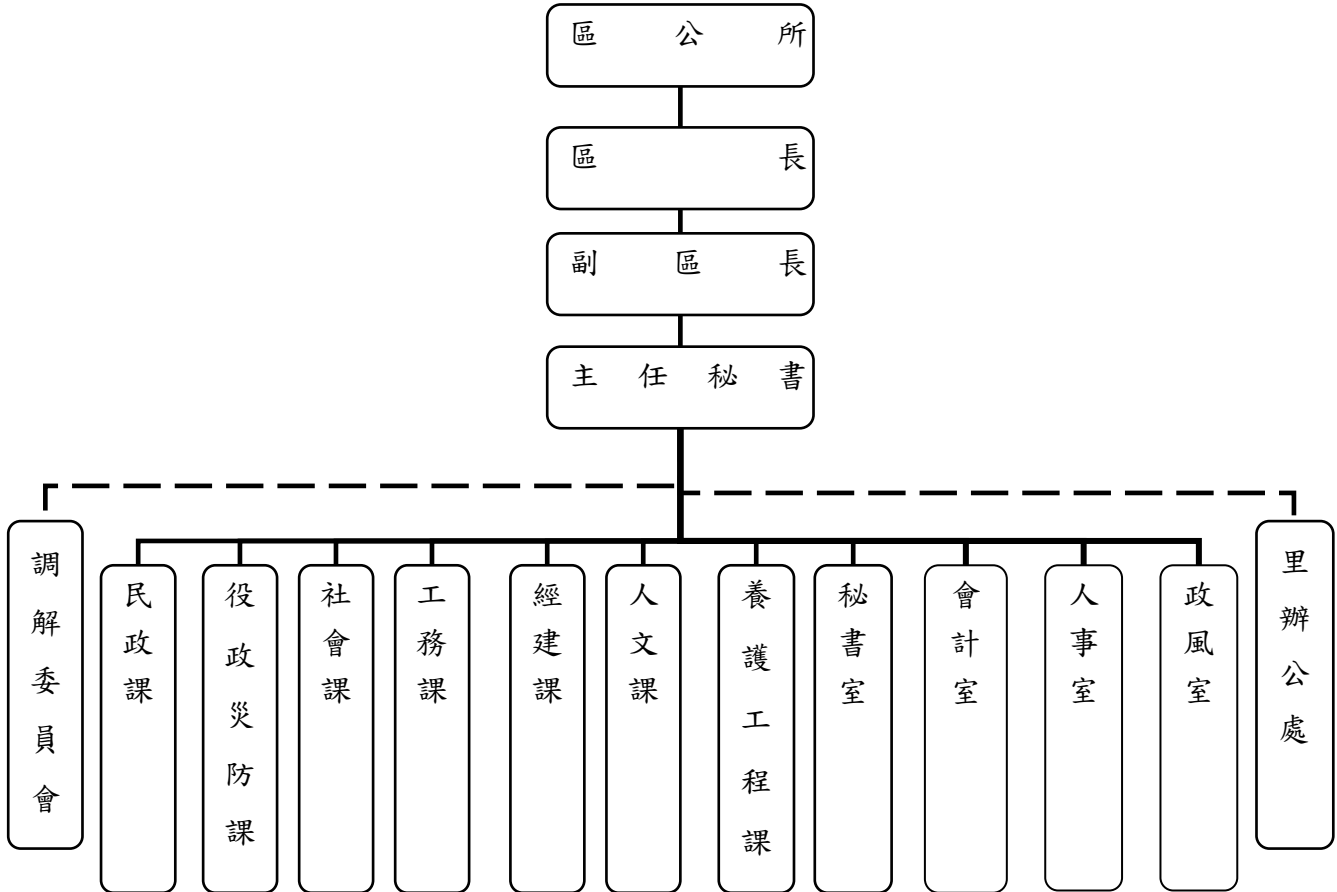 區公所
區長
副區長
主任秘書
調解委員會
民政課
役政災防課
社會課
工務課
經建課
人文課
養護工程課
秘書室
會計室
人事室
政風室
里辦公處